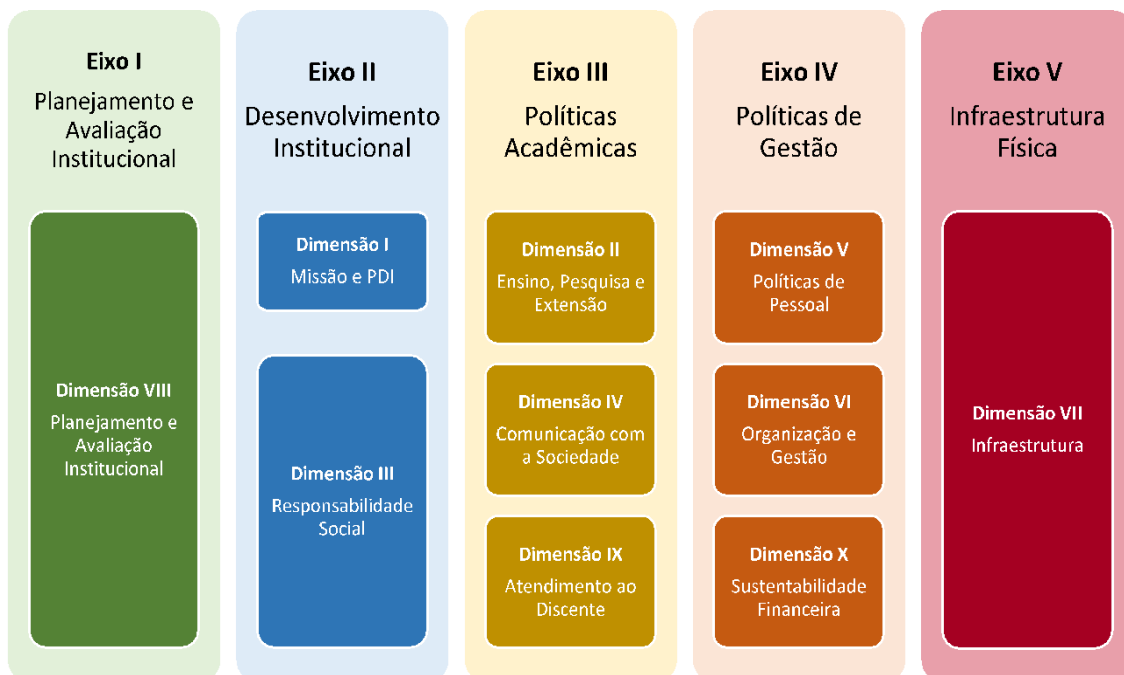 Eixo I
Planejamento e
Avaliação
Institucional
Dimensão VIII
Planejamento e
Avaliação
Institucional
Eixo II
Desenvolvimento
Institucional
Dimensão I
Missão e PDI
Dimensão III
Responsabilidade
Social
Eixo III
Políticas
Acadêmicas
Dimensão II
Ensino, Pesquisa e
Extensão
Dimensão IV
Comunicação com
a Sociedade
Dimensão IX
Atendimento ao
Discente
Eixo IV
Políticas de
Gestão
Dimensão V
Políticas de
Pessoal
Dimensão VI
Organização e
Gestão
Dimensão X
Sustentabilidade
Financeira
Eixo V
Infraestrutura
Física
Dimensão VII
Infraestrutura